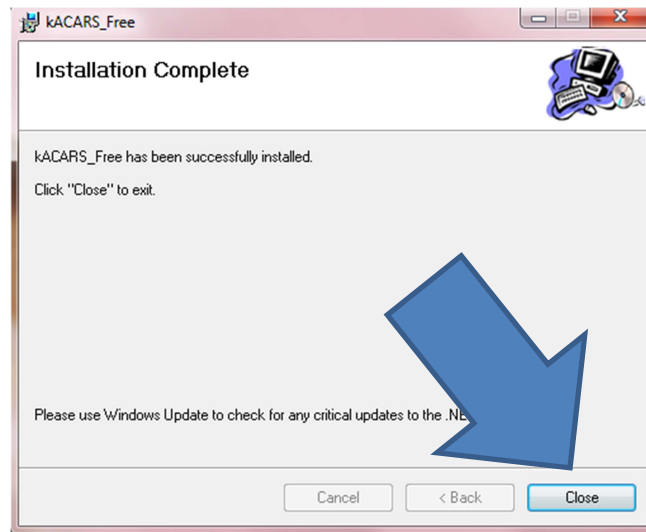 kACARS_Free
Installation Complete
kACARS_Free has been successfully installed.
Click "Close" to exit.
Please use Windows Update to check for any critical updates to the
Cancel
< Back
Close